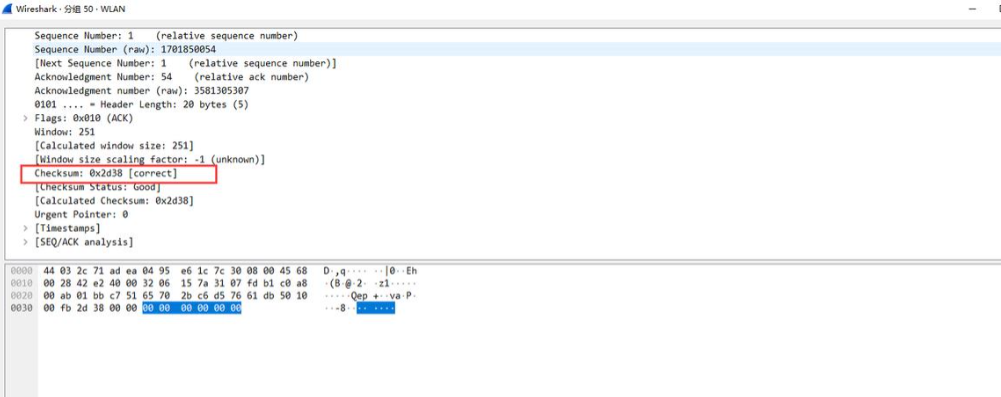 Wireshark · 分组 50 · WLAN
Sequence Number: 1 (relative sequence number)
Sequence Number (raw): 1701850054
[Next Sequence Number: 1 (relative sequence number)]
Acknowledgment Number: 54 (relative ack number)
Acknowledgment number (raw): 3581305307
0101 .... = Header Length: 20 bytes (5)
> Flags: 0x010 (ACK)
Window: 251
[Calculated window size: 251]
[Window size scaling factor: -1 (unknown)]
Checksum: 0x2d38 [correct]
[Checksum Status: Good]
[Calculated Checksum: 0x2d38]
Urgent Pointer: 0
> [Timestamps]
> [SEQ/ACK analysis]
0000 44 03 2c 71 ad ea 04 95 e6 1c 7c 30 08 00 45 68 D·,q···· ··|0··Eh
0010 00 28 42 e2 40 00 32 06 15 7a 31 07 fd b1 c0 a8 ·(B·@·2· ·z1·····
0020 00 ab 01 bb c7 51 65 70 2b c6 d5 76 61 db 50 10 ·····Qep +··va·P·
0030 00 fb 2d 38 00 00 00 00 00 00 00 00 ··-8·· ······